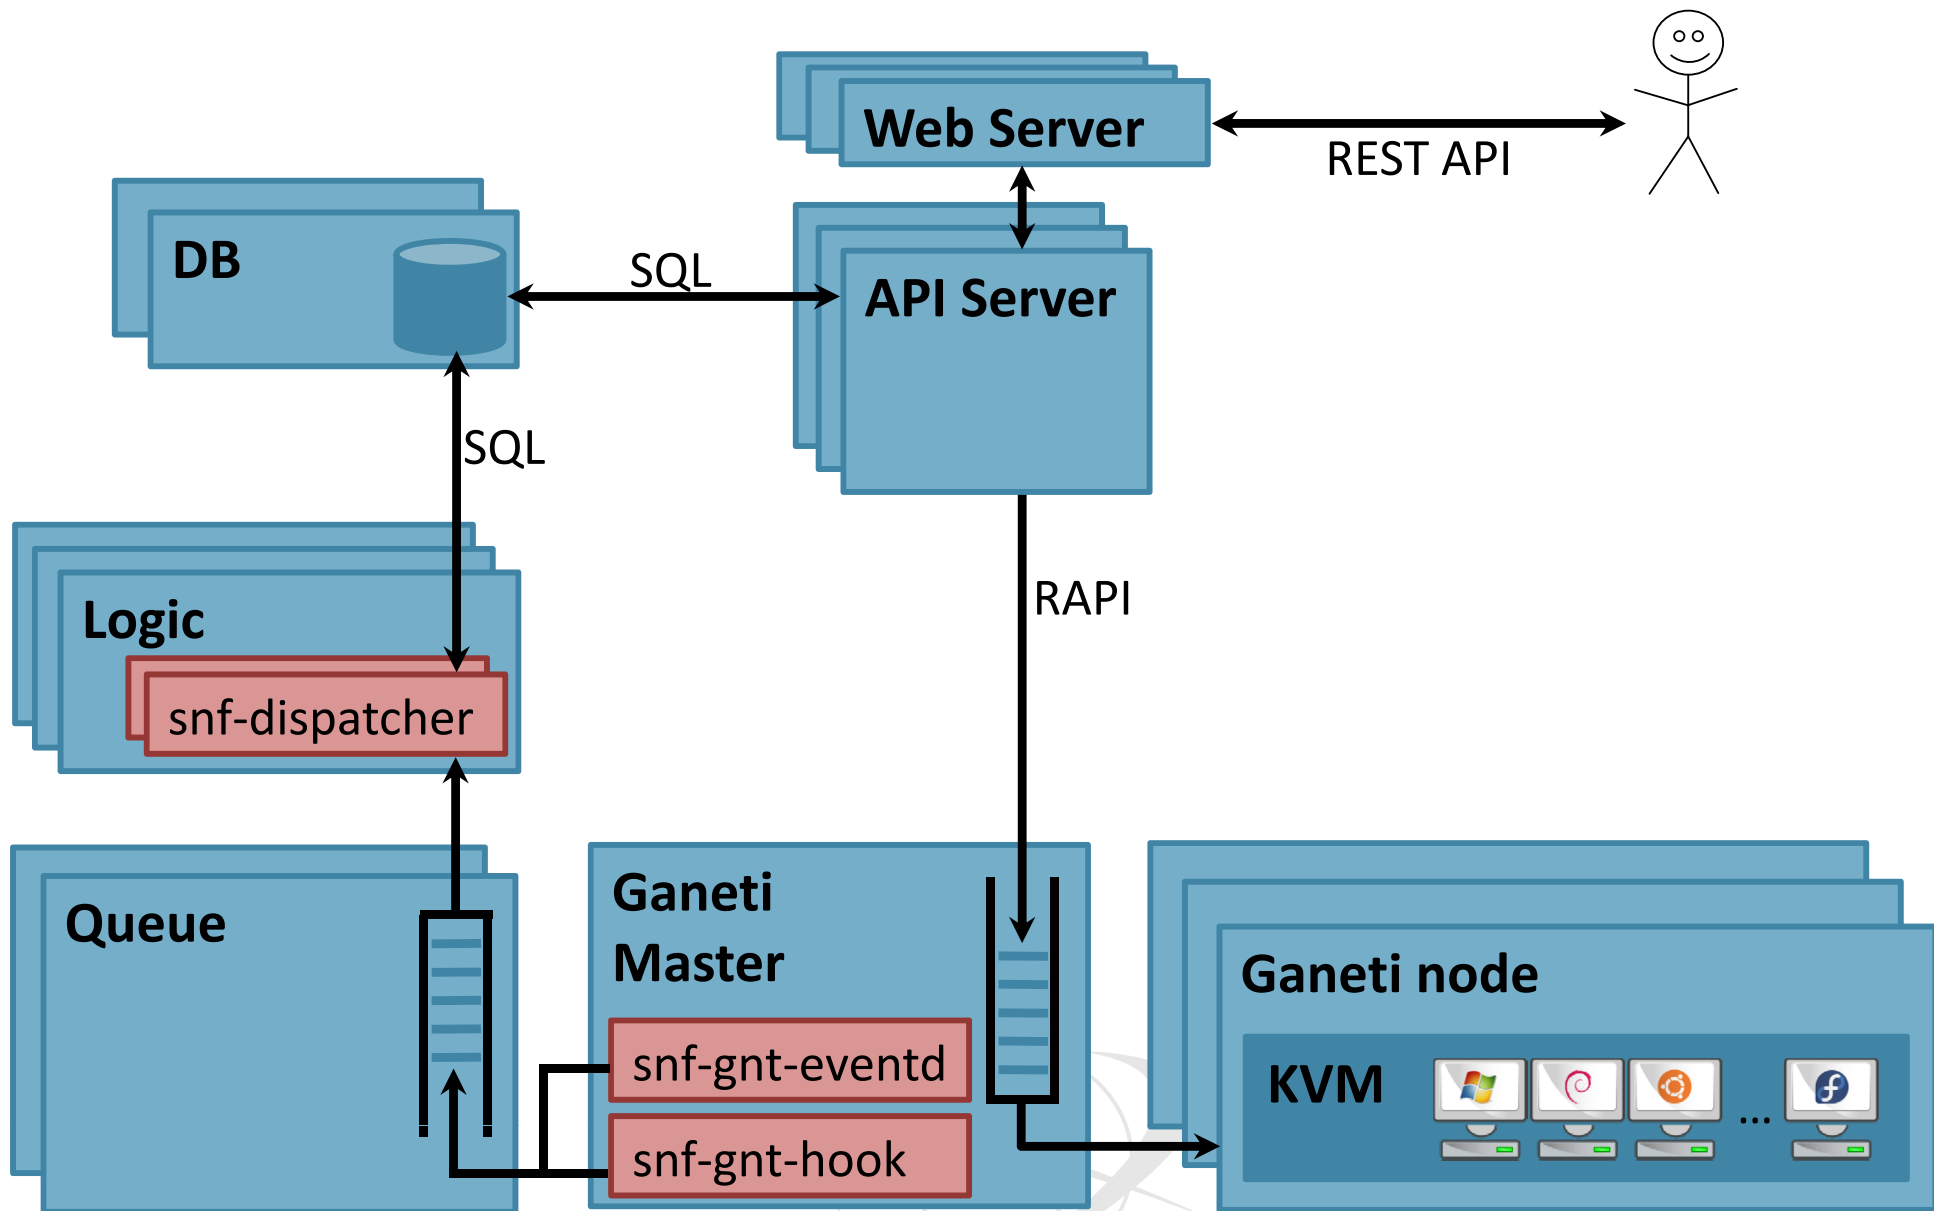 Web Server
REST API
DB
SQL
API Server
SQL
Logic
RAPI
snf-dispatcher
Queue
Ganeti
Master
Ganeti node
snf-gnt-eventd
KVM
...
snf-gnt-hook